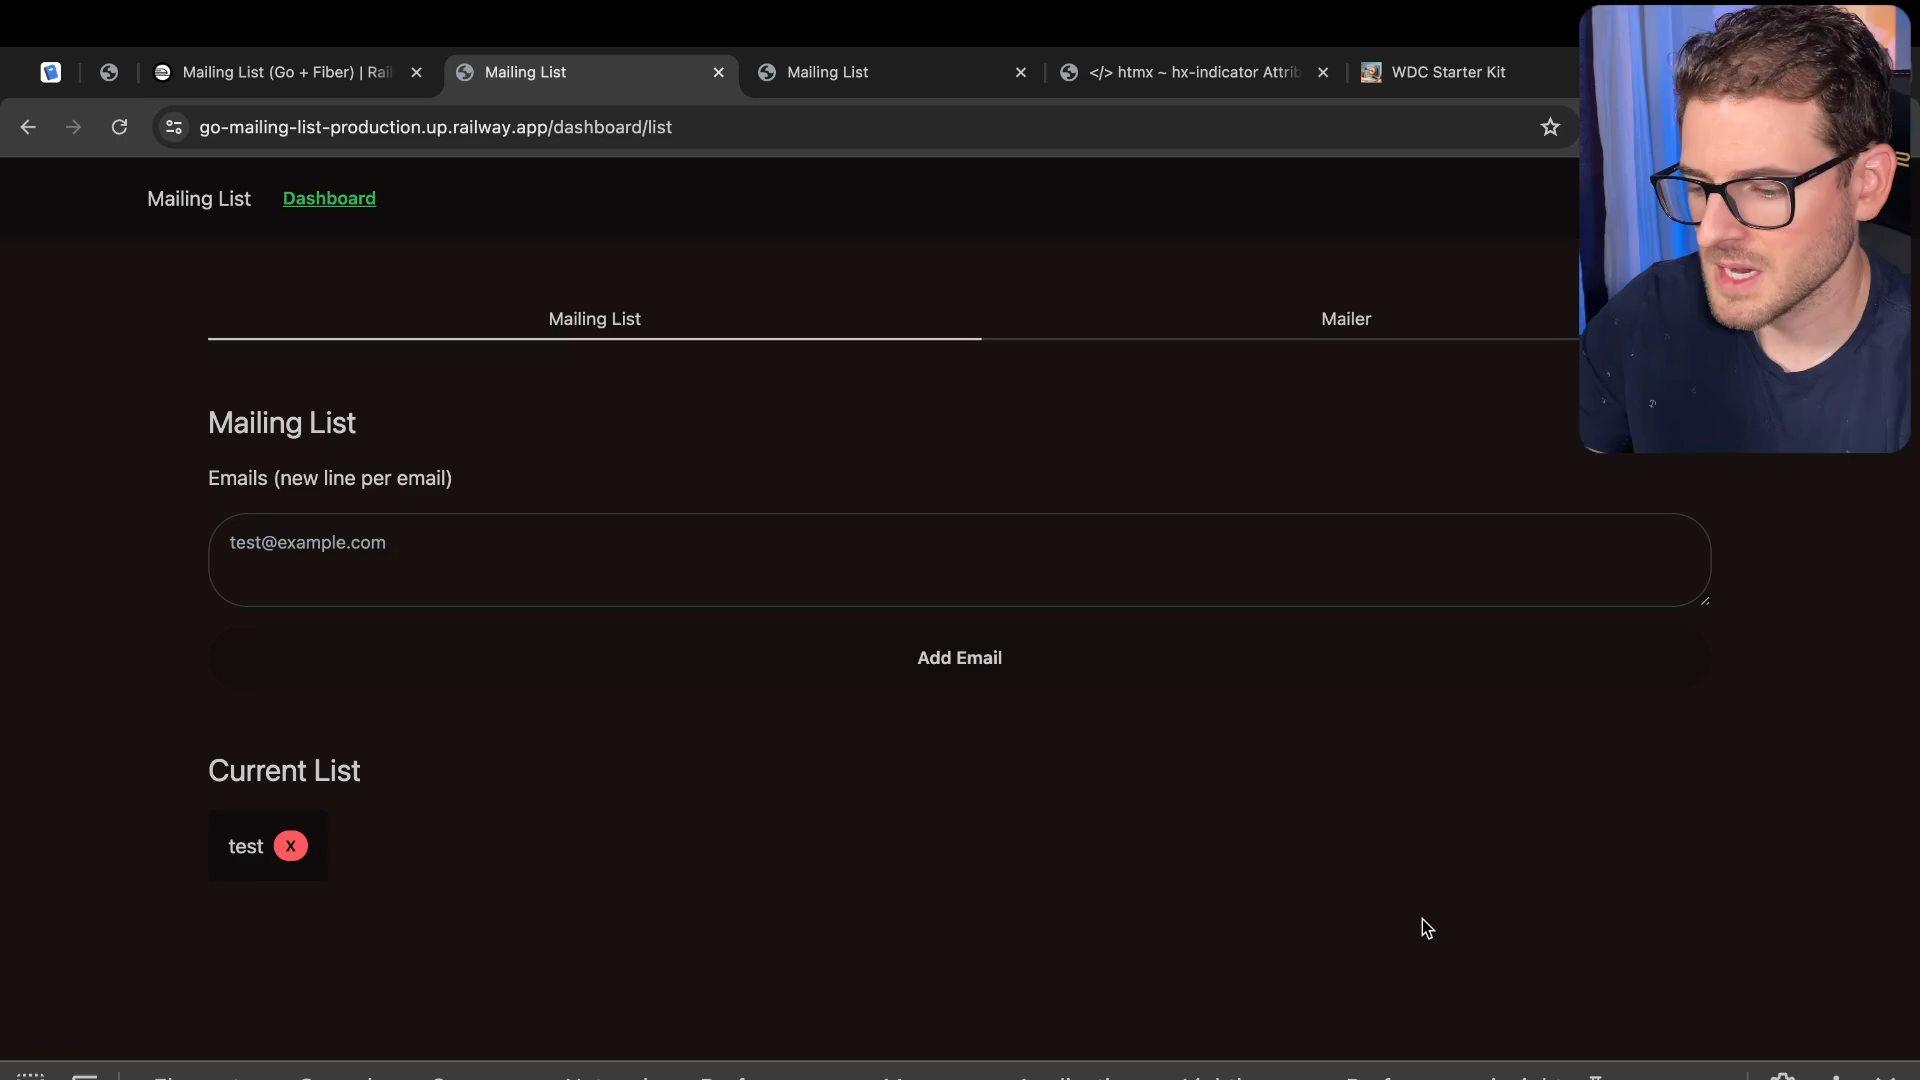 Mailing List (Go + Fiber) | Rail
Mailing List
Mailing List
</> htmx ~ hx-indicator Attrib
WDC Starter Kit
go-mailing-list-production.up.railway.app/dashboard/list
Mailing List
Dashboard
Mailing List
Mailer
Mailing List
Emails (new line per email)
test@example.com
Add Email
Current List
test
X